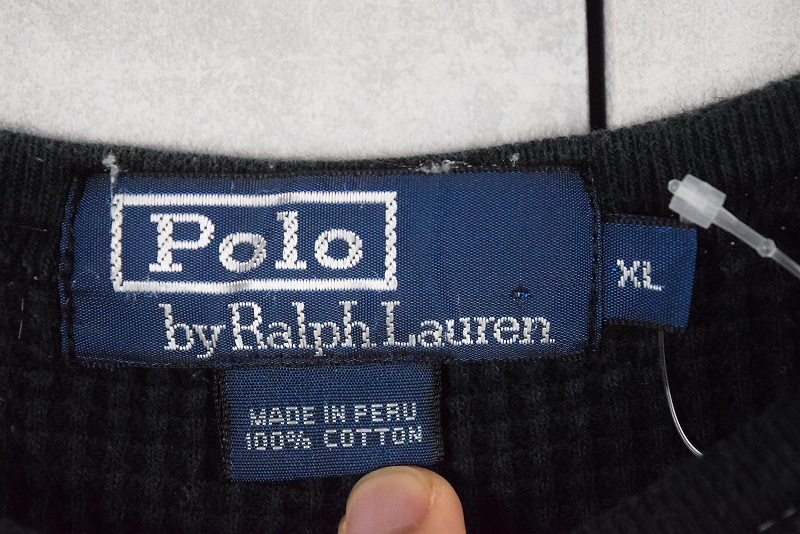 Polo
by Ralph Lauren
XL
MADE IN PERU
100% COTTON